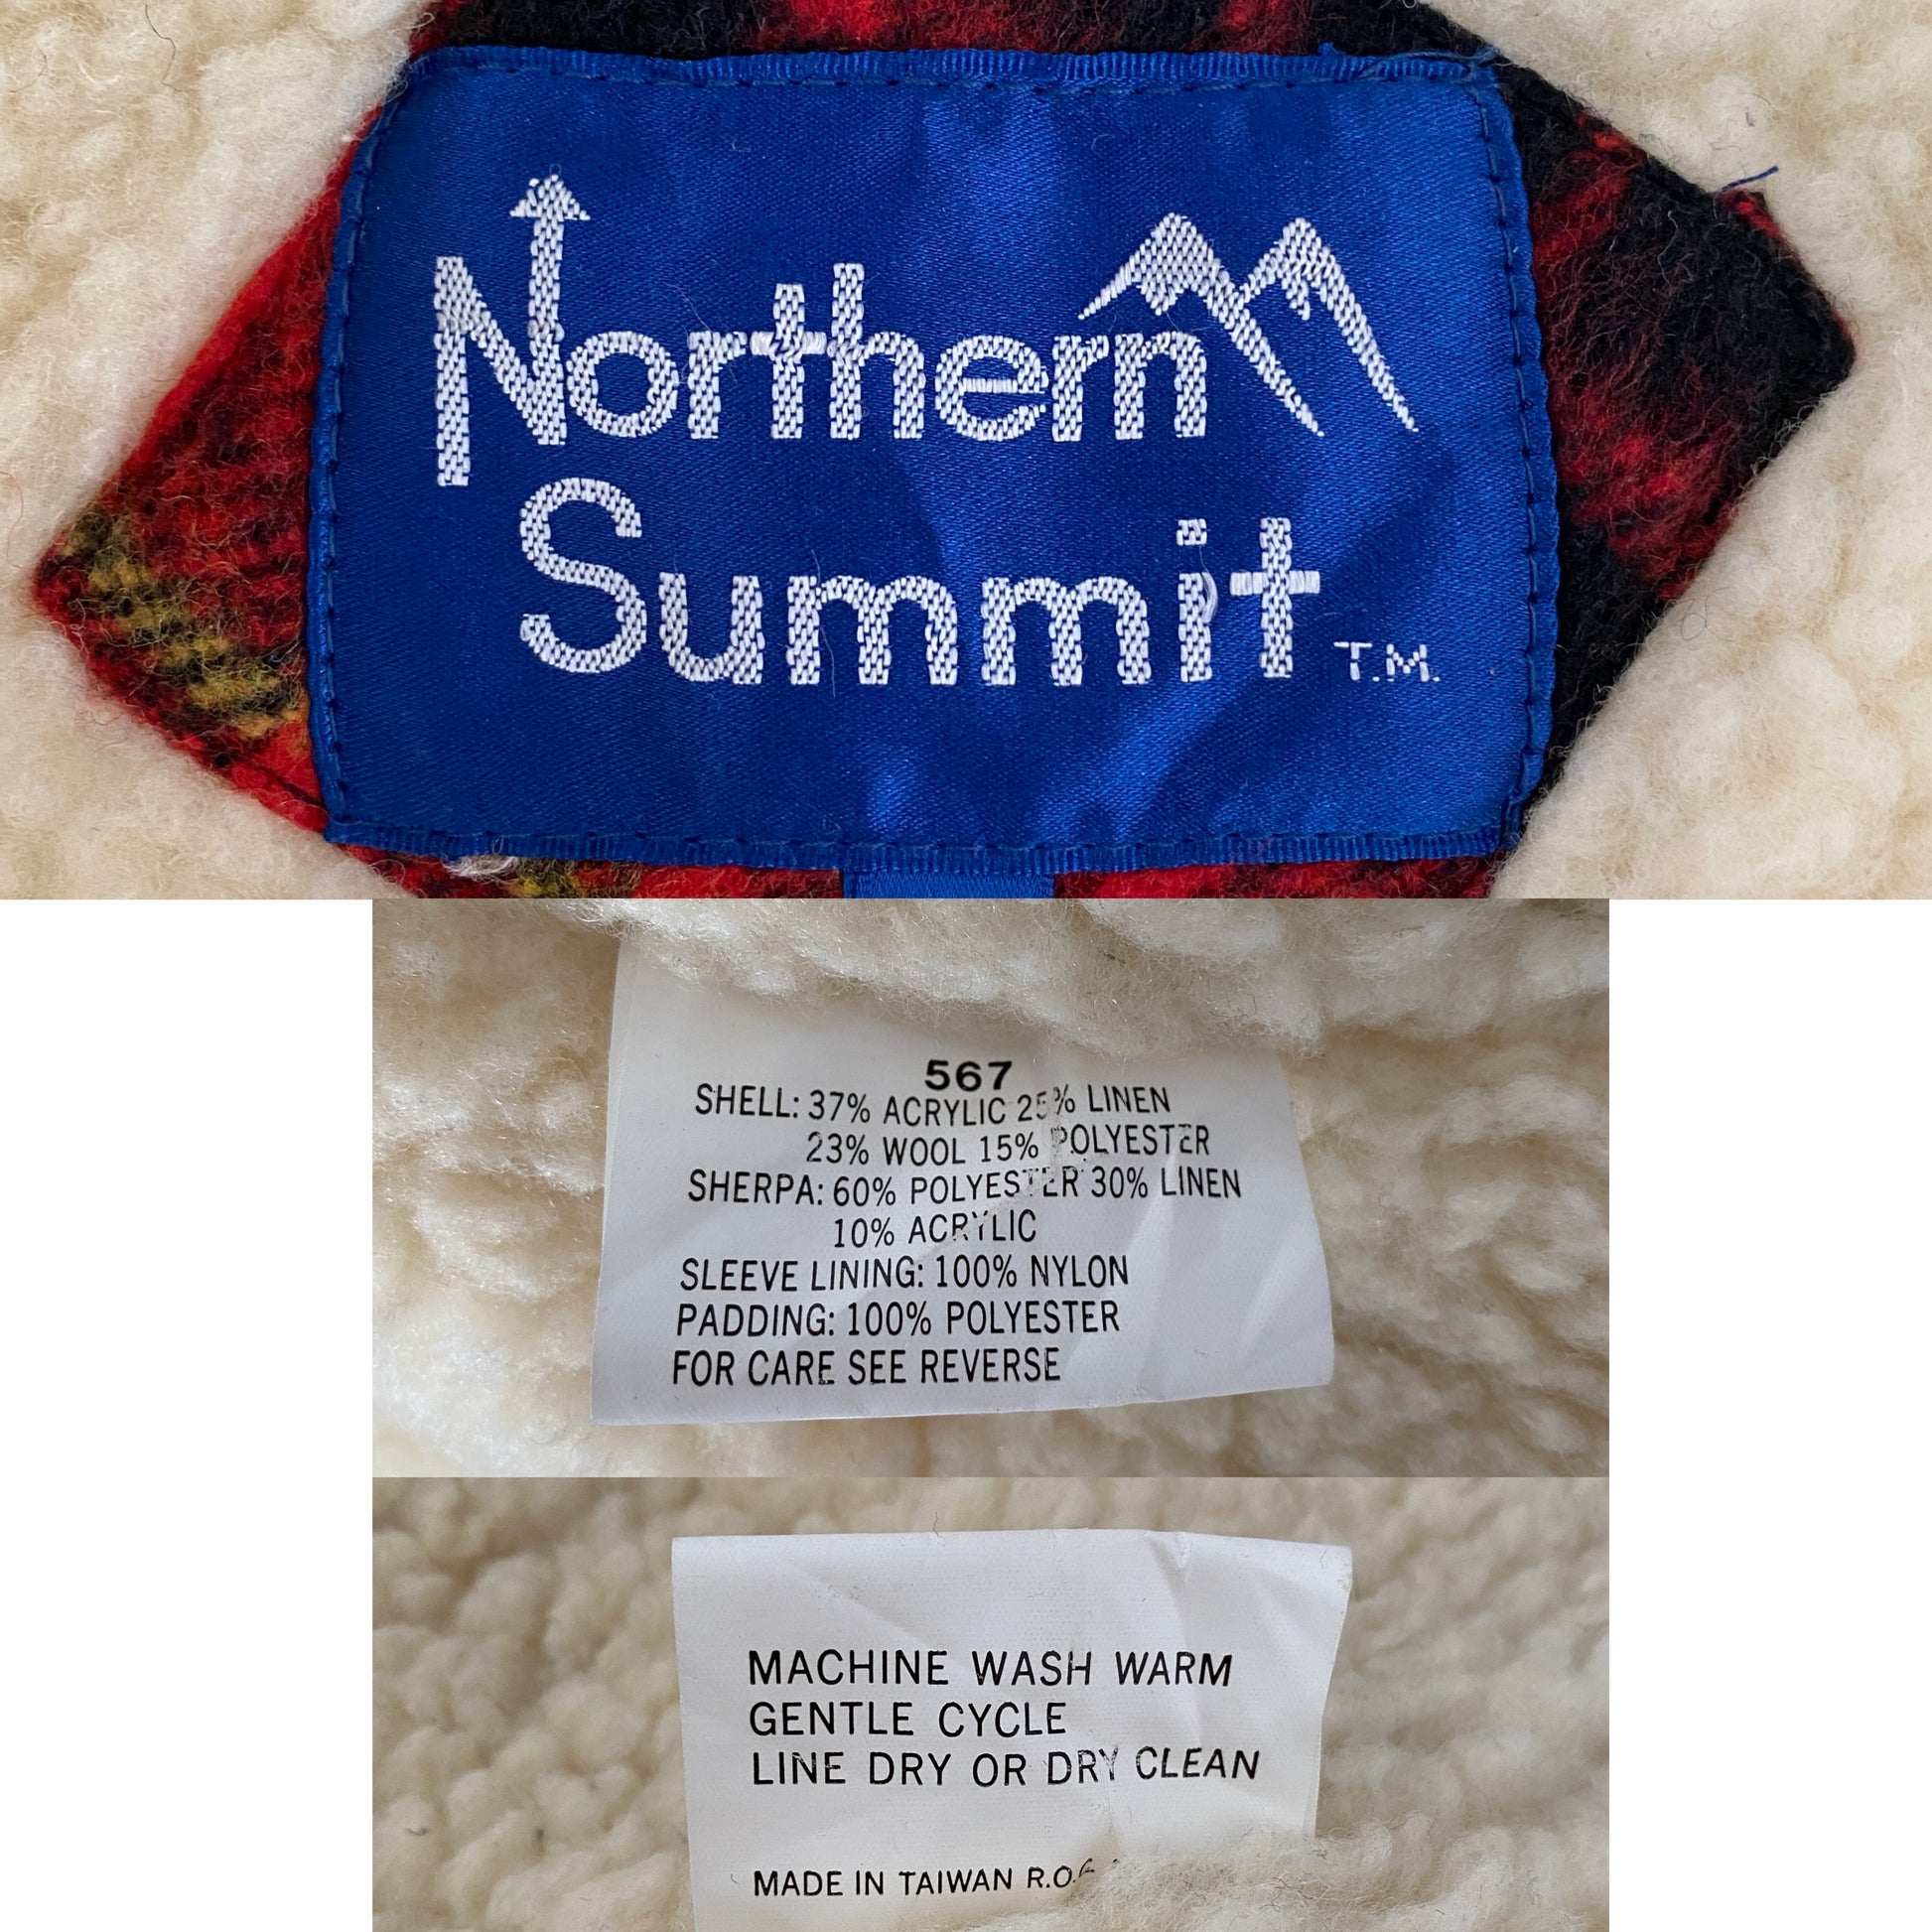 Northern
Summit T.M.
567
SHELL: 37% ACRYLIC 25% LINEN
23% WOOL 15% POLYESTER
SHERPA: 60% POLYESTER 30% LINEN
10% ACRYLIC
SLEEVE LINING: 100% NYLON
PADDING: 100% POLYESTER
FOR CARE SEE REVERSE
MACHINE WASH WARM
GENTLE CYCLE
LINE DRY OR DRY CLEAN
MADE IN TAIWAN